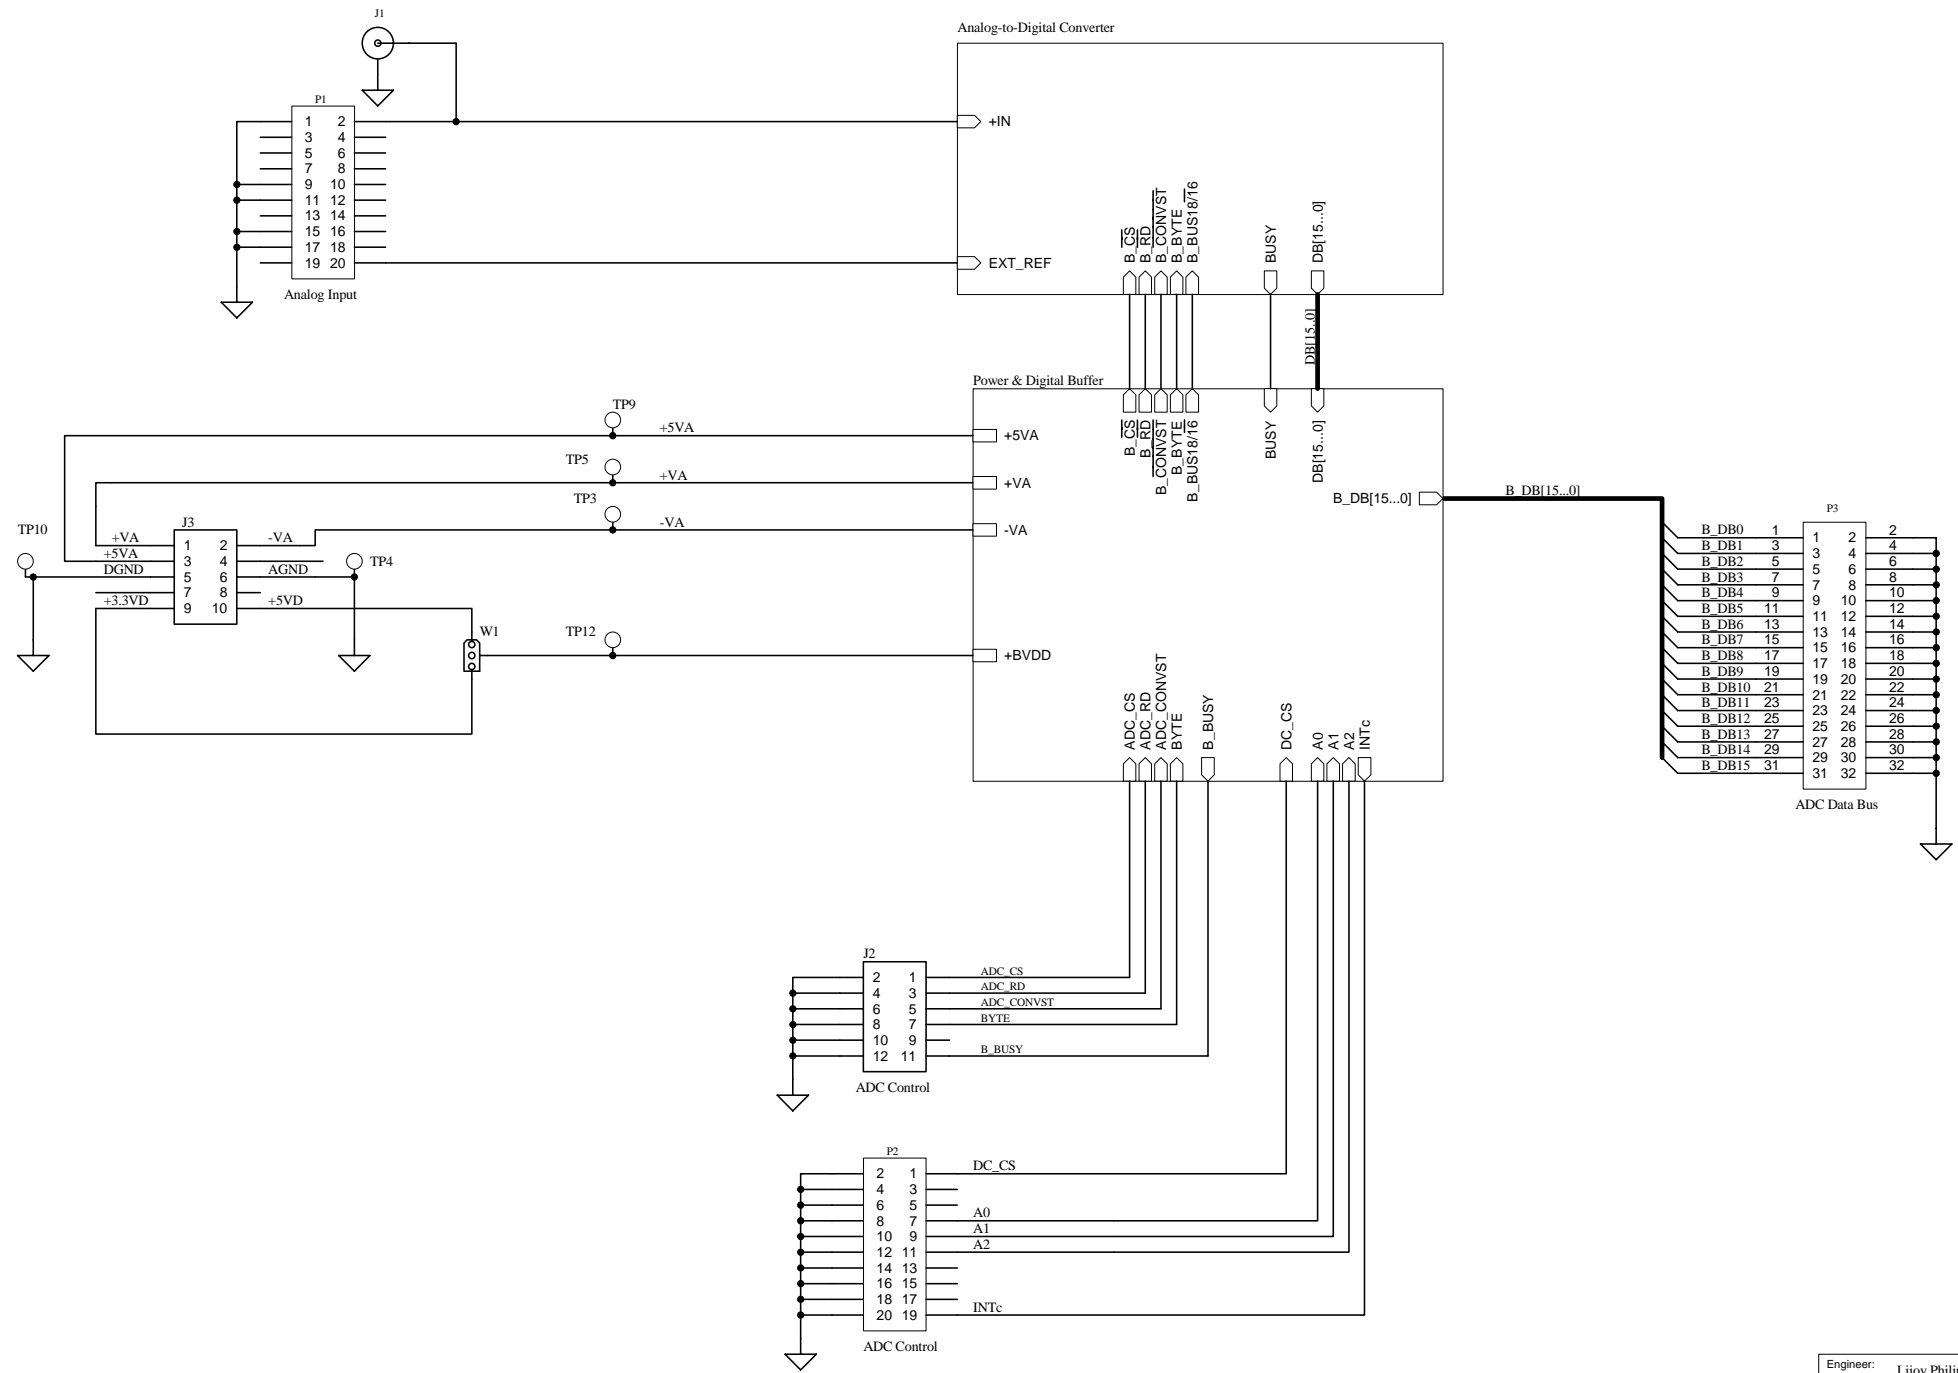 J1
Analog-to-Digital Converter
P1
1 2
3 4
5 6
7 8
9 10
11 12
13 14
15 16
17 18
19 20
Analog Input
+IN
EXT_REF
B_CS
B_RD
B_CONVST
B_BYTE
B_BUS18/16
BUSY
DB[15...0]
DB[15..0]
Power & Digital Buffer
B_CS
B_RD
B_CONVST
B_BYTE
B_BUS18/16
BUSY
DB[15...0]
TP9
+5VA
+5VA
TP5
+VA
+VA
TP3
-VA
-VA
B_DB[15...0]
B_DB[15...0]
TP10
J3
+VA 1 2 -VA
+5VA 3 4
DGND 5 6 AGND
7 8
+3.3VD 9 10 +5VD
TP4
W1
TP12
+BVDD
ADC_CS
ADC_RD
ADC_CONVST
BYTE
B_BUSY
DC_CS
A0
A1
A2
INTc
P3
B_DB0 1 1 2 2
B_DB1 3 3 4 4
B_DB2 5 5 6 6
B_DB3 7 7 8 8
B_DB4 9 9 10 10
B_DB5 11 11 12 12
B_DB6 13 13 14 14
B_DB7 15 15 16 16
B_DB8 17 17 18 18
B_DB9 19 19 20 20
B_DB10 21 21 22 22
B_DB11 23 23 24 24
B_DB12 25 25 26 26
B_DB13 27 27 28 28
B_DB14 29 29 30 30
B_DB15 31 31 32 32
ADC Data Bus
J2
2 1 ADC_CS
4 3 ADC_RD
6 5 ADC_CONVST
8 7 BYTE
10 9
12 11 B_BUSY
ADC Control
P2
2 1 DC_CS
4 3
6 5
8 7 A0
10 9 A1
12 11 A2
14 13
16 15
18 17
20 19 INTc
ADC Control
Engineer: